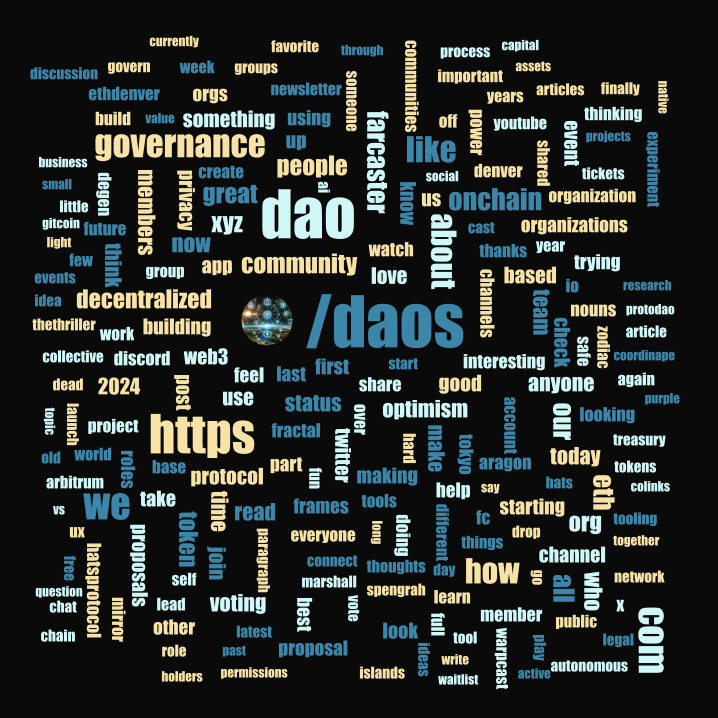 currently
favorite
through
communities
process
capital
discussion
govern
week
groups
someone
important
assets
native
ethdenver
orgs
newsletter
years
articles
finally
build
value
something
using
farcaster
off
power
youtube
event
thinking
projects
experiment
governance
up
like
shared
business
people
denver
tickets
small
degen
members
privacy
create
great
ai
know
social
us
onchain
organization
little
gitcoin
future
xyz
dao
about
cast
organizations
light
now
watch
thanks
year
few
think
group
app
community
love
channels
based
trying
events
io
research
idea
decentralized
/daos
team
nouns
protodao
thethriller
work
building
check
safe
zodiac
article
collective
discord
web3
feel
last
first
start
interesting
coordinape
dead
2024
post
use
share
good
anyone
again
purple
topic
launch
project
https
status
over
optimism
account
our
looking
fractal
twitter
hard
make
tokyo
treasury
old
world
roles
base
protocol
part
fun
making
aragon
today
tokens
arbitrum
hats
eth
colinks
vs
we
take
time
read
frames
tools
help
say
starting
ux
token
everyone
long
doing
different
fc
drop
org
tooling
free
hatsprotocol
proposals
join
paragraph
connect
thoughts
day
things
channel
together
question
self
marshall
how
go
all
who
network
chat
mirror
lead
voting
best
vote
spengrah
learn
x
chain
other
latest
look
full
member
public
com
role
past
proposal
ideas
tool
warpcast
play
legal
holders
permissions
islands
write
waitlist
active
autonomous